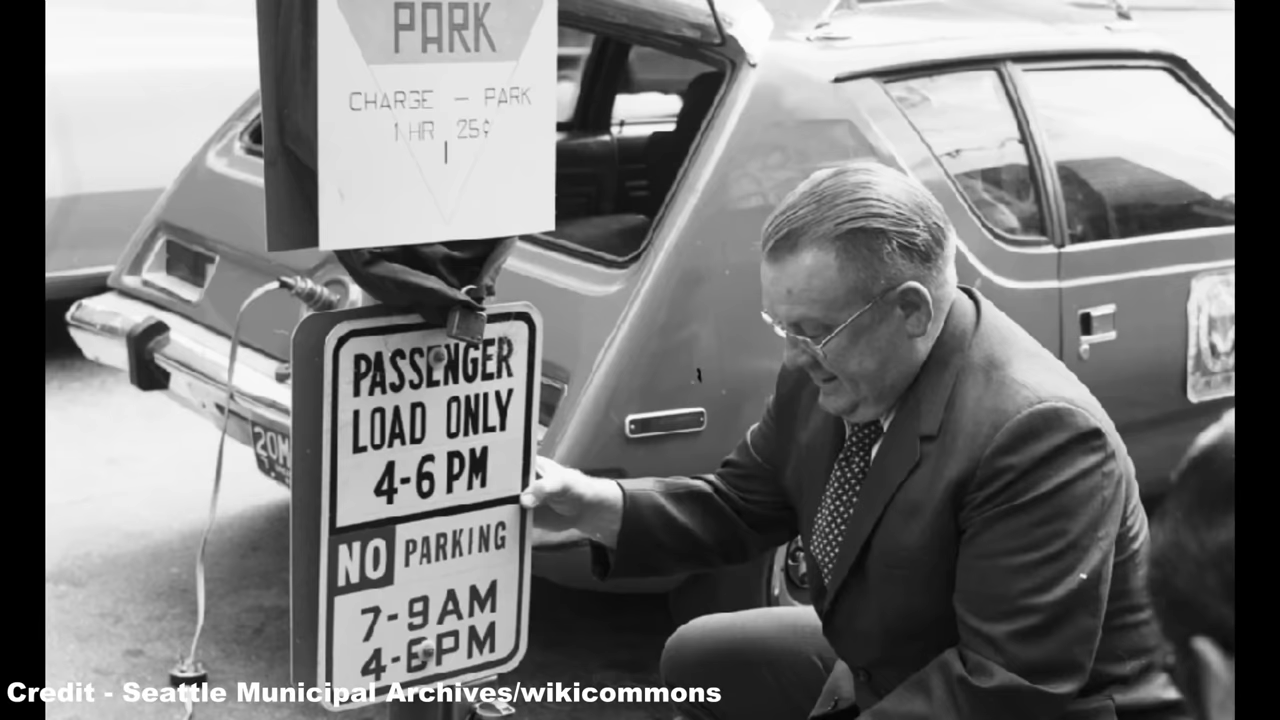 PARK
CHARGE — PARK
1 HR 25¢
PASSENGER
LOAD ONLY
4-6 PM
NO PARKING
7-9 AM
4-6 PM
20M
Credit - Seattle Municipal Archives/wikicommons